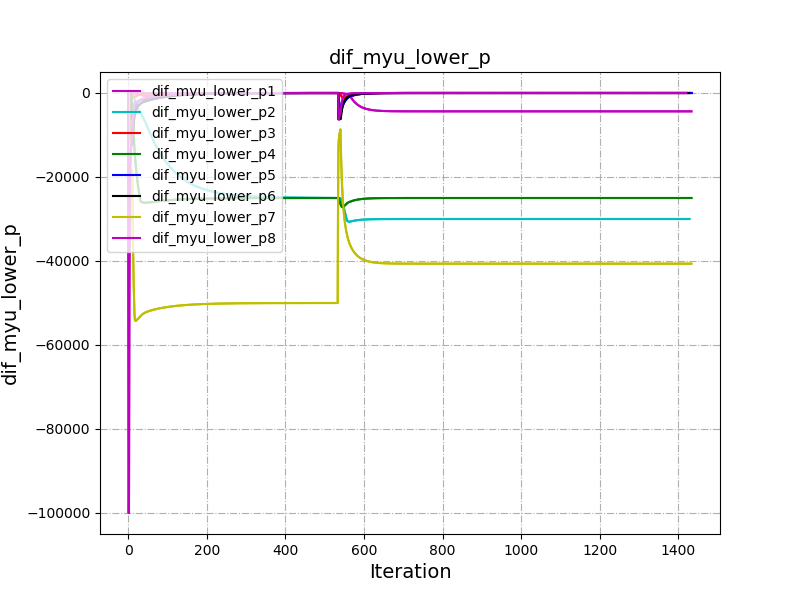 dif_myu_lower_p
dif_myu_lower_p
0
−20000
−40000
−60000
−80000
−100000
dif_myu_lower_p1
dif_myu_lower_p2
dif_myu_lower_p3
dif_myu_lower_p4
dif_myu_lower_p5
dif_myu_lower_p6
dif_myu_lower_p7
dif_myu_lower_p8
0 200 400 600 800 1000 1200 1400
Iteration